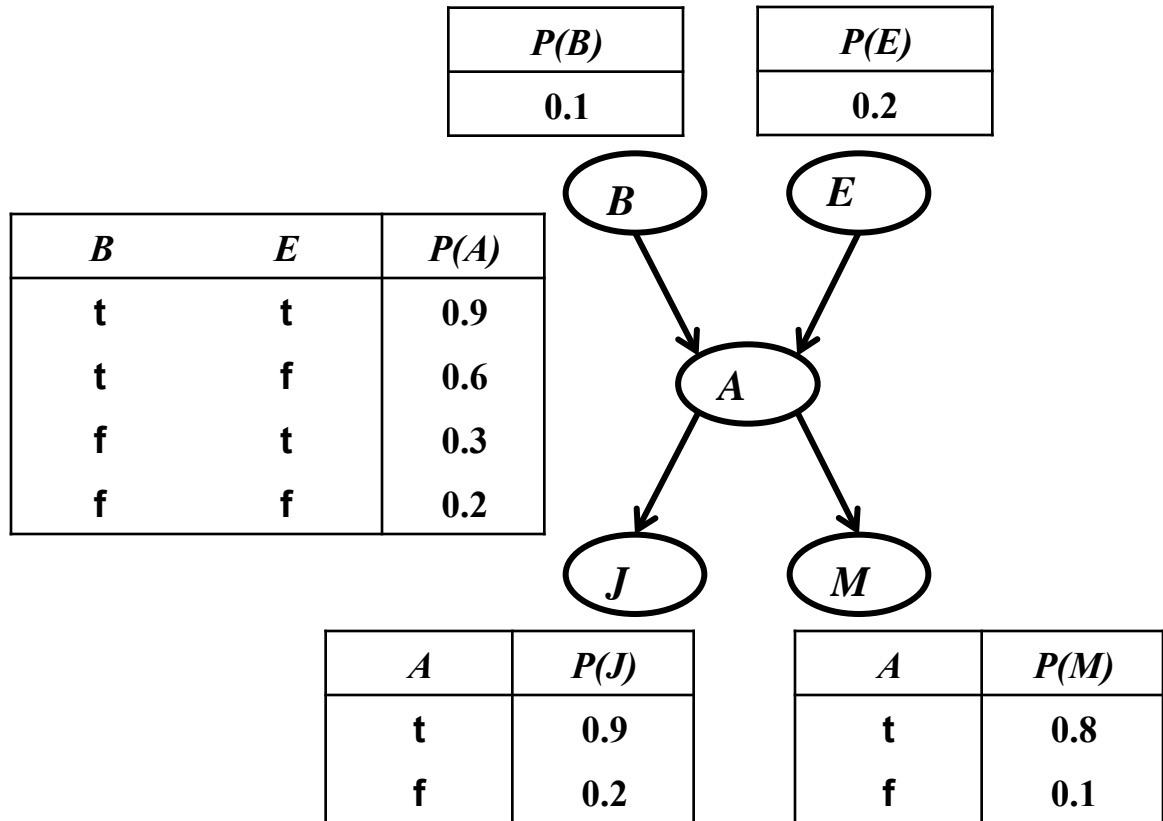 P(B) P(E)
0.1 0.2
B E
B E P(A)
t t 0.9
t f 0.6
f t 0.3
f f 0.2
A
J M
A P(J)
t 0.9
f 0.2
A P(M)
t 0.8
f 0.1